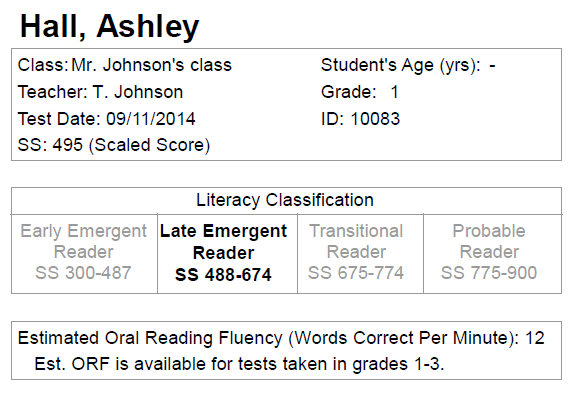 Hall, Ashley
Class: Mr. Johnson's class
Student's Age (yrs): -
Teacher: T. Johnson
Grade: 1
Test Date: 09/11/2014
ID: 10083
SS: 495 (Scaled Score)
Literacy Classification
Early Emergent
Reader
SS 300-487
Late Emergent
Reader
SS 488-674
Transitional
Reader
SS 675-774
Probable
Reader
SS 775-900
Estimated Oral Reading Fluency (Words Correct Per Minute): 12
Est. ORF is available for tests taken in grades 1-3.